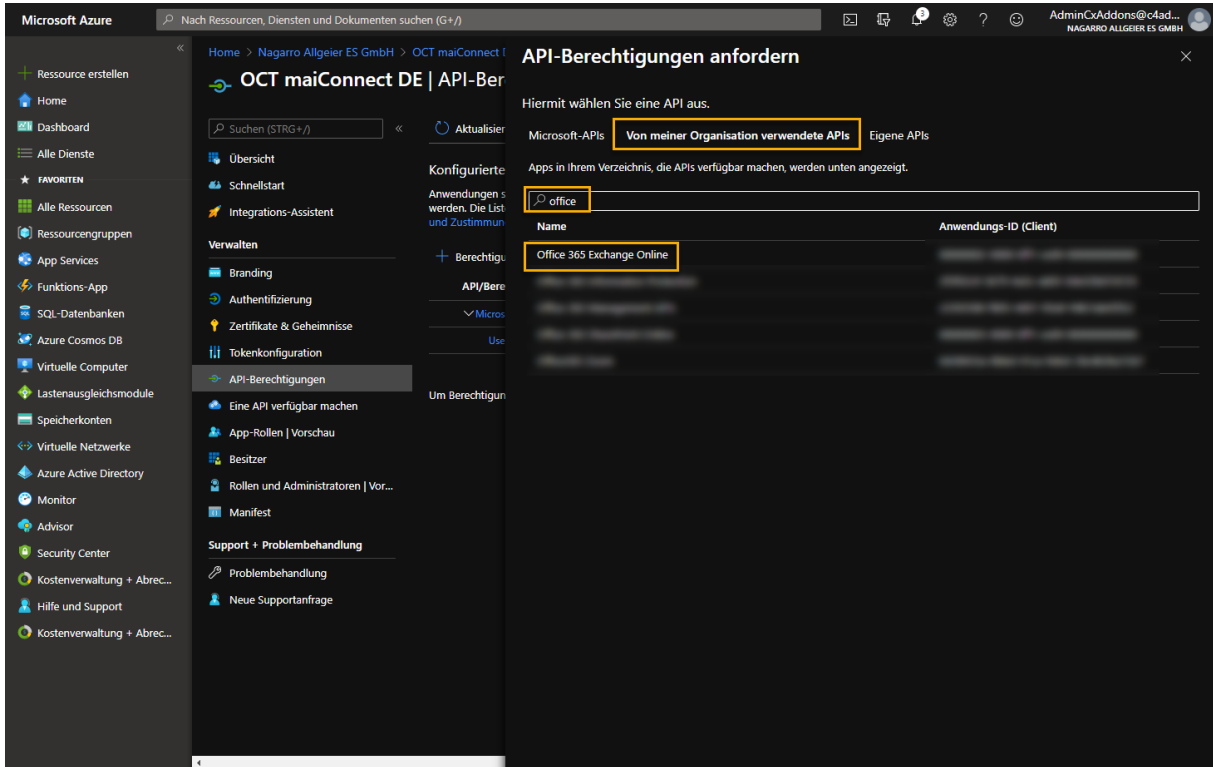 Microsoft Azure
Nach Ressourcen, Diensten und Dokumenten suchen (G+/)
3
AdminCxAddons@c4ad...
NAGARRO ALLGEIER ES GMBH
«
Ressource erstellen
Home
Dashboard
Alle Dienste
FAVORITEN
Alle Ressourcen
Ressourcengruppen
App Services
Funktions-App
SQL-Datenbanken
Azure Cosmos DB
Virtuelle Computer
Lastenausgleichsmodule
Speicherkonten
Virtuelle Netzwerke
Azure Active Directory
Monitor
Advisor
Security Center
Kostenverwaltung + Abrec...
Hilfe und Support
Kostenverwaltung + Abrec...
Home > Nagarro Allgeier ES GmbH > OCT maiConnect
OCT maiConnect DE | API-Ber
Suchen (STRG+/)
«
Übersicht
Schnellstart
Integrations-Assistent
Verwalten
Branding
Authentifizierung
Zertifikate & Geheimnisse
Tokenkonfiguration
API-Berechtigungen
Eine API verfügbar machen
App-Rollen | Vorschau
Besitzer
Rollen und Administratoren | Vor...
Manifest
Support + Problembehandlung
Problembehandlung
Neue Supportanfrage
Aktualisier
Konfigurierte
Anwendungen s
werden. Die List
und Zustimmun
Berechtigu
API/Bere
Micros
Use
Um Berechtigun
API-Berechtigungen anfordern
Hiermit wählen Sie eine API aus.
Microsoft-APIs Von meiner Organisation verwendete APIs Eigene APIs
Apps in Ihrem Verzeichnis, die APIs verfügbar machen, werden unten angezeigt.
office
Name Anwendungs-ID (Client)
Office 365 Exchange Online